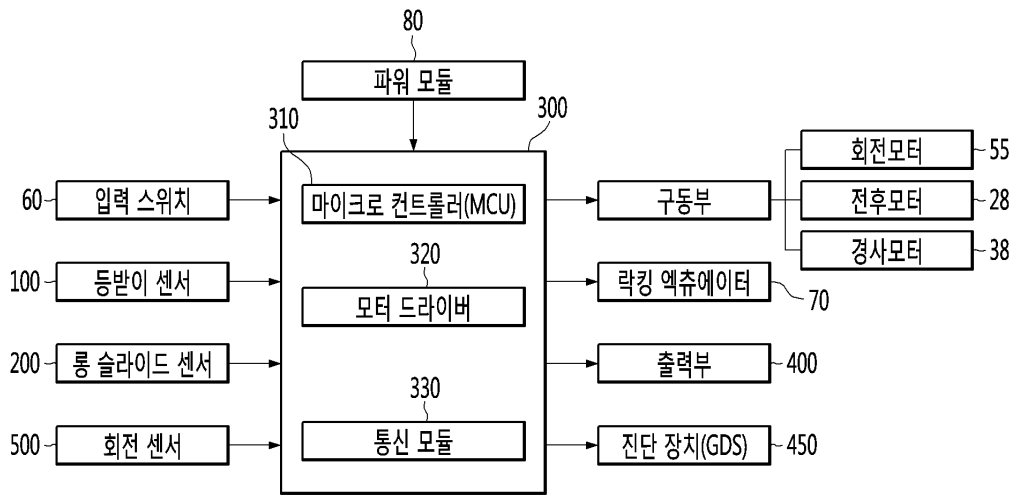 80
파워 모듈
310
300
마이크로 컨트롤러(MCU)
320
모터 드라이버
330
통신 모듈
60
입력 스위치
100
등받이 센서
200
롱 슬라이드 센서
500
회전 센서
구동부
회전모터
55
전후모터
28
경사모터
38
락킹 엑츄에이터
70
출력부
400
진단 장치(GDS)
450